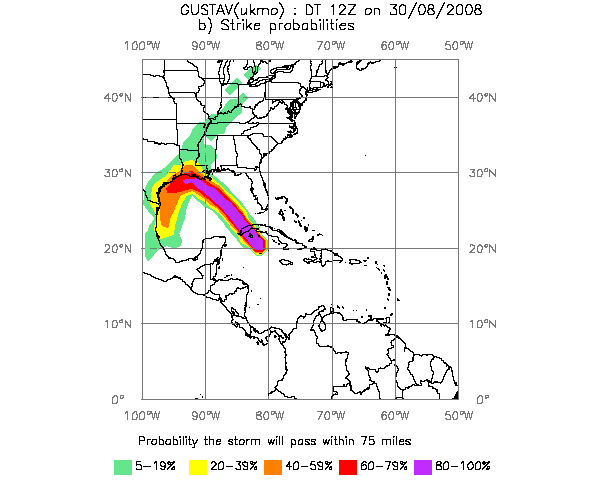 GUSTAV(ukmo) : DT 12Z on 30/08/2008
b) Strike probabilities
100°W 90°W 80°W 70°W 60°W 50°W
40°N 40°N
30°N 30°N
20°N 20°N
10°N 10°N
0° 0°
100°W 90°W 80°W 70°W 60°W 50°W
Probability the storm will pass within 75 miles
5-19% 20-39% 40-59% 60-79% 80-100%